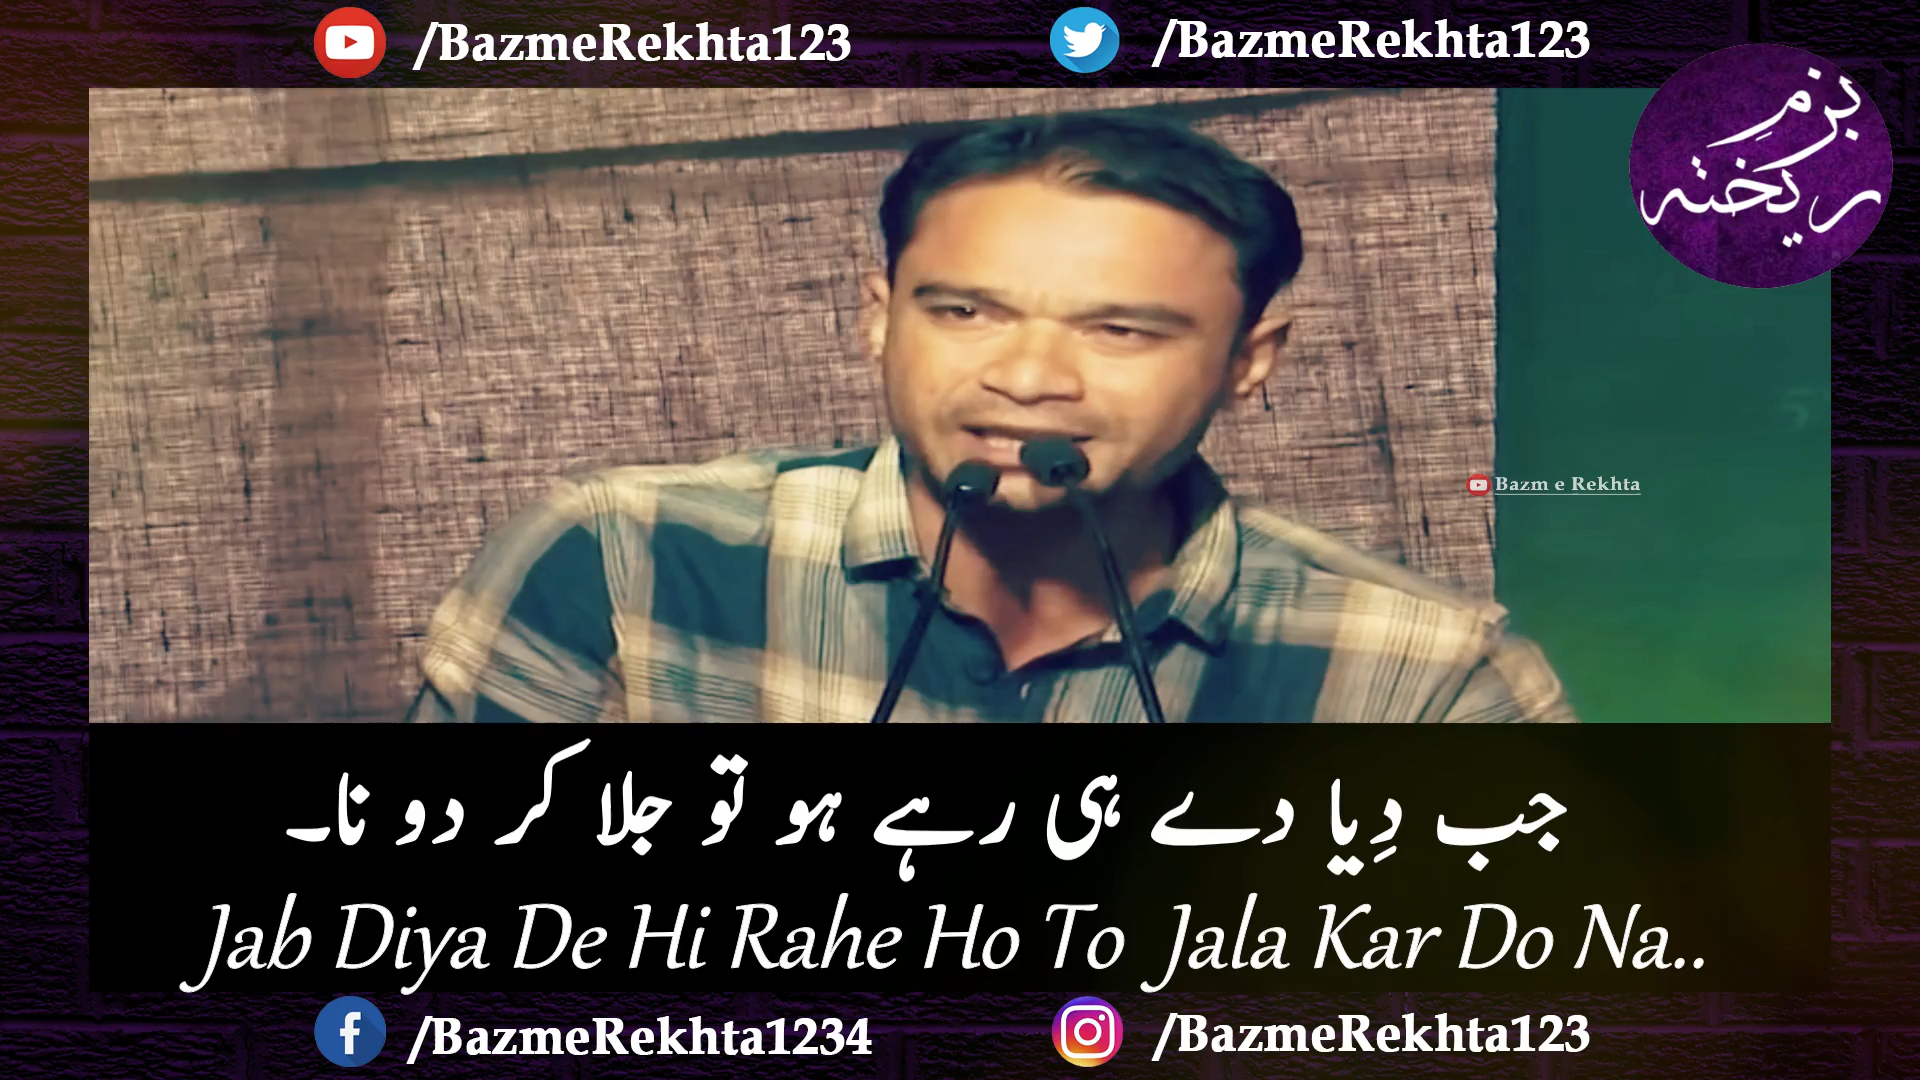 /BazmeRekhta123
/BazmeRekhta123
بزمِ
ریختہ
Bazm e Rekhta
جب دِیا دے ہی رہے ہو تو جلا کر دو نا۔
Jab Diya De Hi Rahe Ho To Jala Kar Do Na..
/BazmeRekhta1234
/BazmeRekhta123